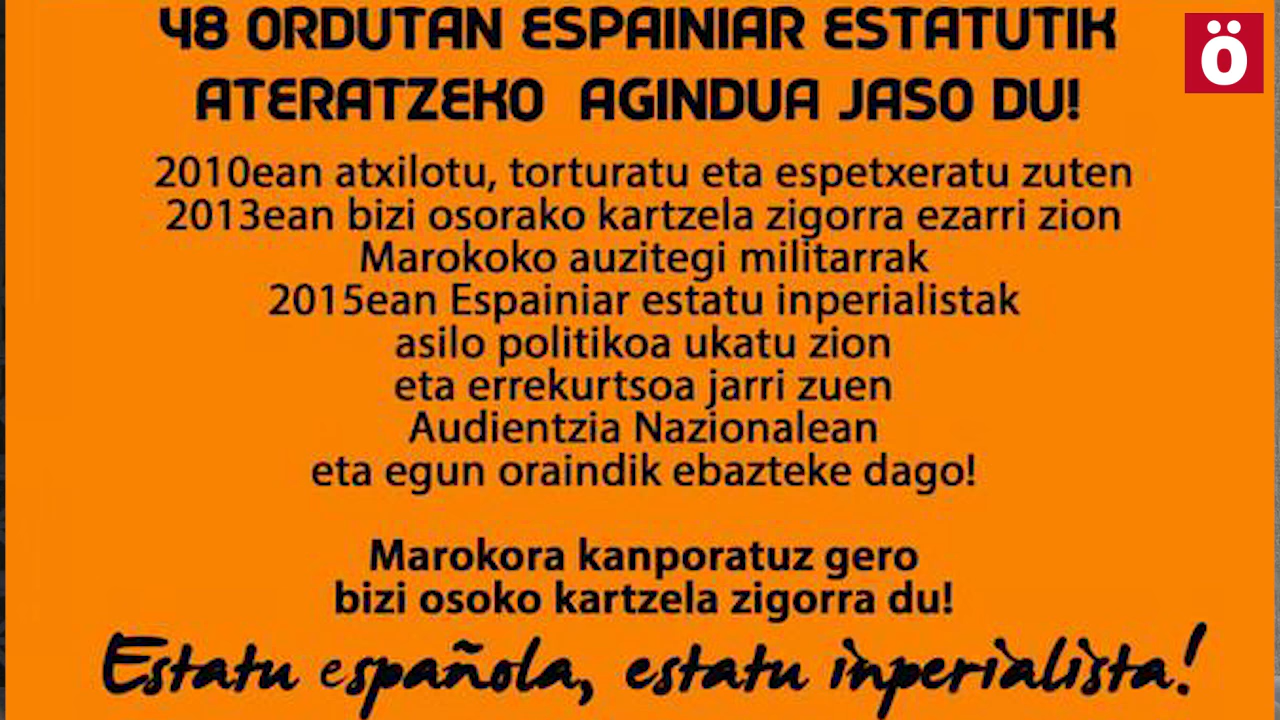 48 ORDUTAN ESPAINIAR ESTATUTIK
ATERATZEKO AGINDUA JASO DU!
2010ean atxilotu, torturatu eta espetxeratu zuten
2013ean bizi osorako kartzela zigorra ezarri zion
Marokoko auzitegi militarrak
2015ean Espainiar estatu inperialistak
asilo politikoa ukatu zion
eta errekurtsoa jarri zuen
Audientzia Nazionalean
eta egun oraindik ebazteke dago!
Marokora kanporatuz gero
bizi osoko kartzela zigorra du!
Estatu española, estatu inperialista!
ö